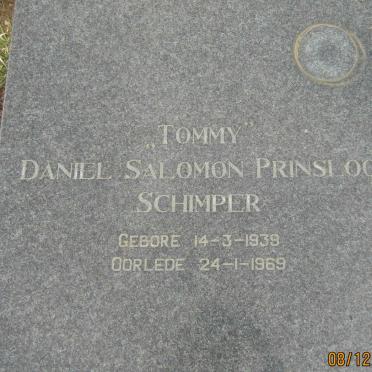 „TOMMY”
DANIEL SALOMON PRINSLOO
SCHIMPER
GEBORE 14-3-1939
OORLEDE 24-1-1969
08/12